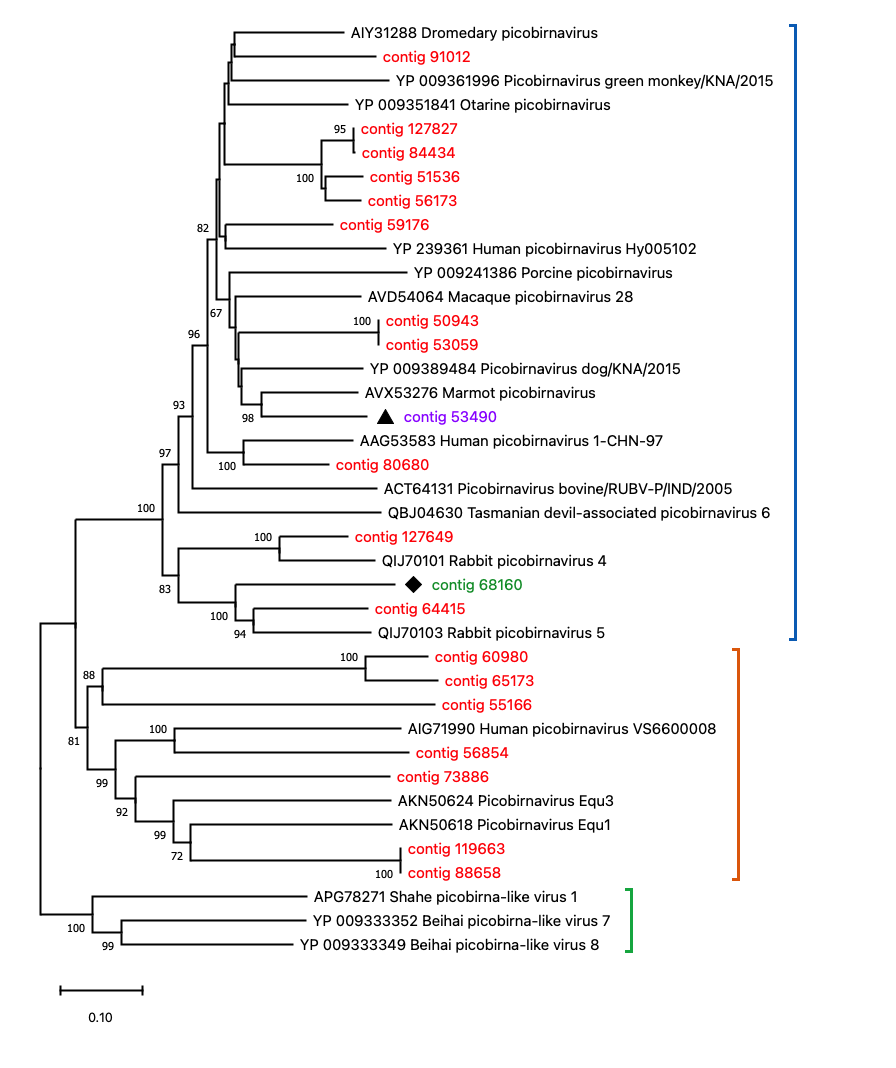 AIY31288 Dromedary picobirnavirus
contig 91012
YP 009361996 Picobirnavirus green monkey/KNA/2015
YP 009351841 Otarine picobirnavirus
95
contig 127827
contig 84434
100
contig 51536
contig 56173
82
contig 59176
YP 239361 Human picobirnavirus Hy005102
YP 009241386 Porcine picobirnavirus
67
AVD54064 Macaque picobirnavirus 28
100
contig 50943
96
contig 53059
YP 009389484 Picobirnavirus dog/KNA/2015
AVX53276 Marmot picobirnavirus
93
98
contig 53490
AAG53583 Human picobirnavirus 1-CHN-97
97
100
contig 80680
ACT64131 Picobirnavirus bovine/RUBV-P/IND/2005
100
QBJ04630 Tasmanian devil-associated picobirnavirus 6
100
contig 127649
QIJ70101 Rabbit picobirnavirus 4
83
contig 68160
100
contig 64415
94
QIJ70103 Rabbit picobirnavirus 5
100
contig 60980
88
contig 65173
contig 55166
100
AIG71990 Human picobirnavirus VS6600008
81
contig 56854
99
contig 73886
92
AKN50624 Picobirnavirus Equ3
99
AKN50618 Picobirnavirus Equ1
72
contig 119663
100
contig 88658
APG78271 Shahe picobirna-like virus 1
100
YP 009333352 Beihai picobirna-like virus 7
99
YP 009333349 Beihai picobirna-like virus 8
0.10